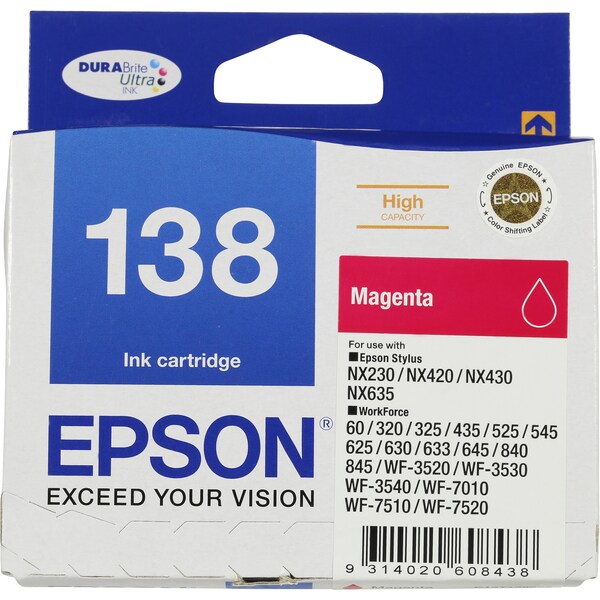 DURABrite
Ultra
INK
138
Ink cartridge
EPSON®
EXCEED YOUR VISION
High
CAPACITY
Genuine EPSON
EPSON
Color Shifting Label
Magenta
For use with
■Epson Stylus
NX230 / NX420 / NX430
NX635
■WorkForce
60 / 320 / 325 / 435 / 525 / 545
625 / 630 / 633 / 645 / 840
845 / WF-3520 / WF-3530
WF-3540 / WF-7010
WF-7510 / WF-7520
9 314020 608438
Magenta